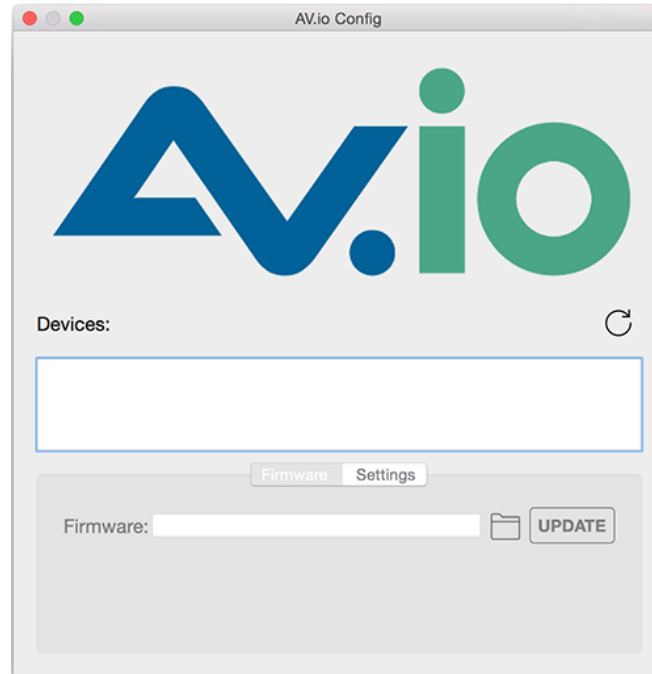 AV.io Config
AV.io
Devices:
Firmware Settings
Firmware: UPDATE